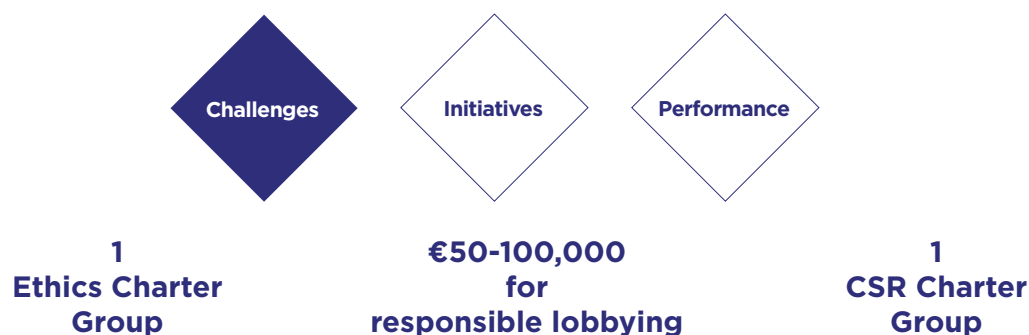 Challenges
Initiatives
Performance
1
Ethics Charter
Group
€50-100,000
for
responsible lobbying
1
CSR Charter
Group